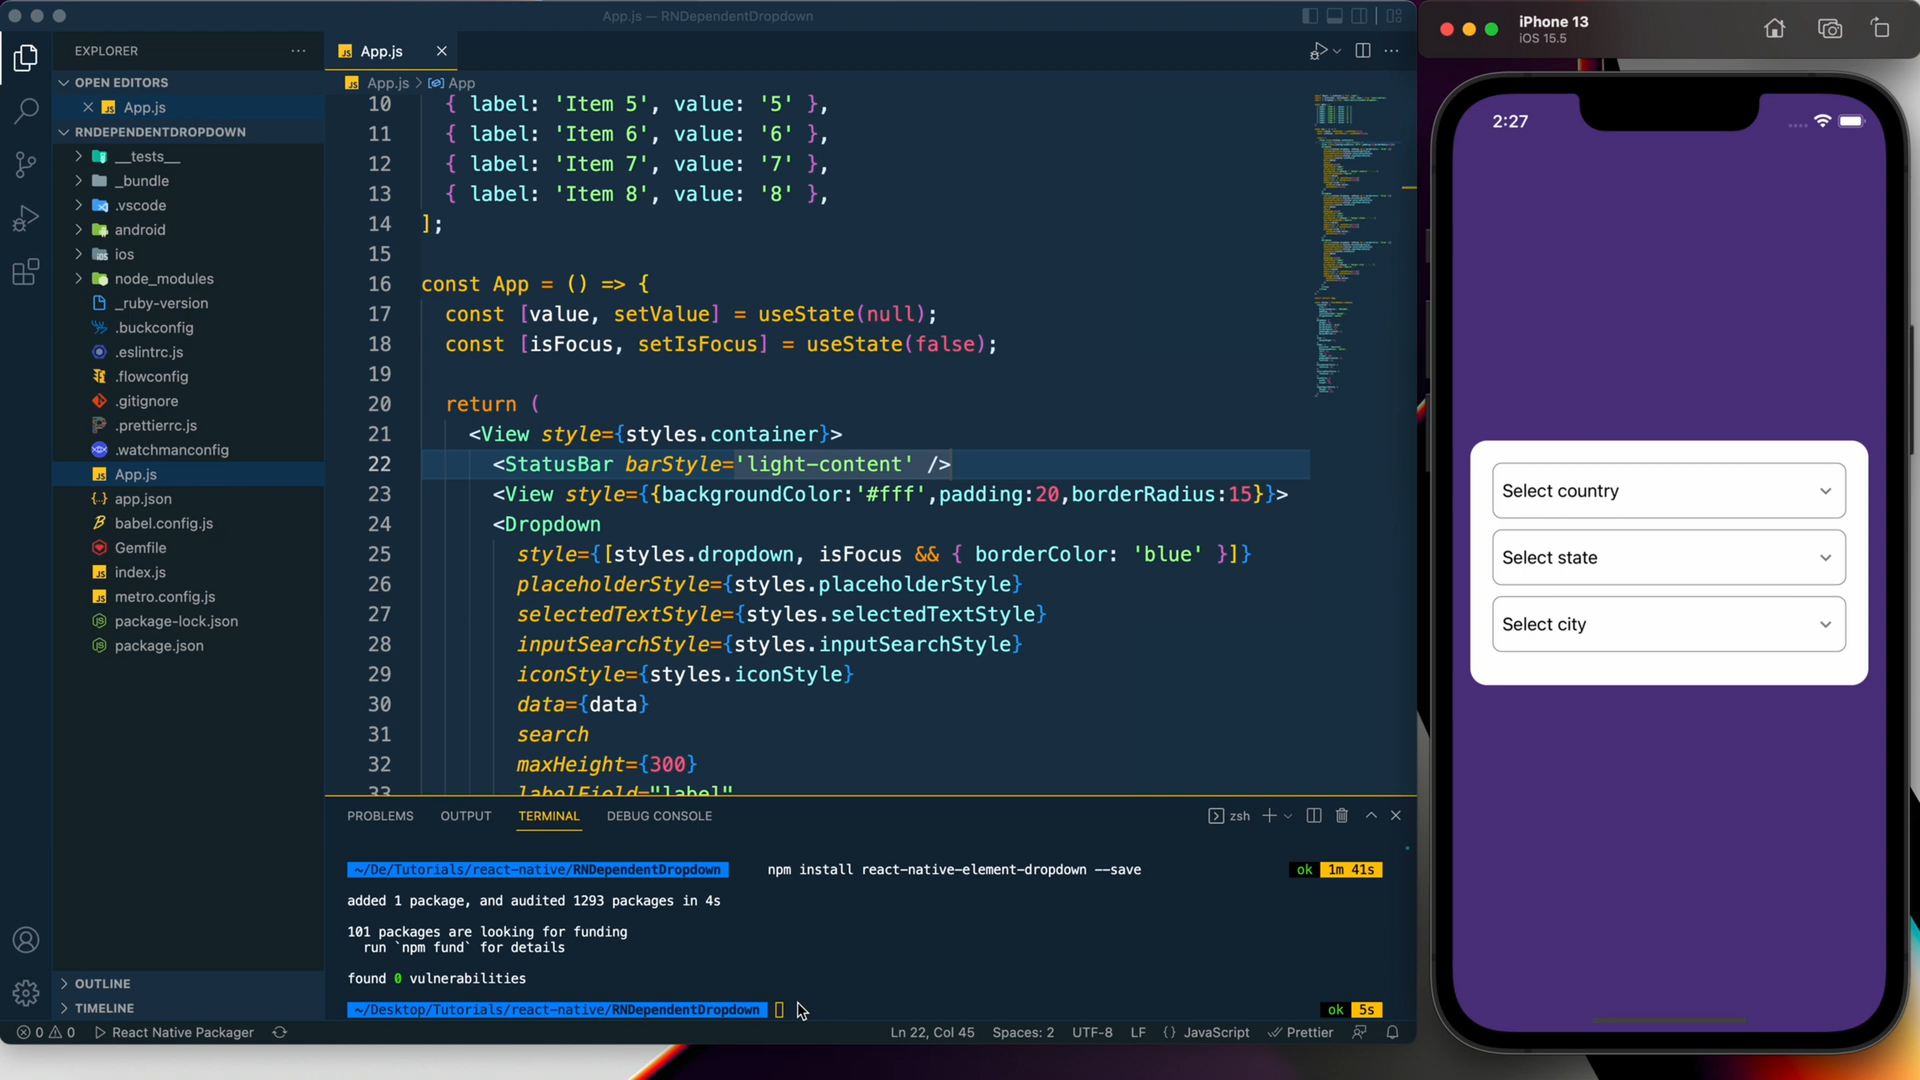 App.js — RNDependentDropdown
EXPLORER
OPEN EDITORS
App.js
RNDEPENDENTDROPDOWN
__tests__
_bundle
.vscode
android
ios
node_modules
_ruby-version
.buckconfig
.eslintrc.js
.flowconfig
.gitignore
.prettierrc.js
.watchmanconfig
App.js
app.json
babel.config.js
Gemfile
index.js
metro.config.js
package-lock.json
package.json
OUTLINE
TIMELINE
App.js
App.js > App
10 { label: 'Item 5', value: '5' },
11 { label: 'Item 6', value: '6' },
12 { label: 'Item 7', value: '7' },
13 { label: 'Item 8', value: '8' },
14 ];
15
16 const App = () => {
17 const [value, setValue] = useState(null);
18 const [isFocus, setIsFocus] = useState(false);
19
20 return (
21 <View style={styles.container}>
22 <StatusBar barStyle='light-content' />
23 <View style={{backgroundColor:'#fff',padding:20,borderRadius:15}}>
24 <Dropdown
25 style={[styles.dropdown, isFocus && { borderColor: 'blue' }]}
26 placeholderStyle={styles.placeholderStyle}
27 selectedTextStyle={styles.selectedTextStyle}
28 inputSearchStyle={styles.inputSearchStyle}
29 iconStyle={styles.iconStyle}
30 data={data}
31 search
32 maxHeight={300}
33 labelField="label"
PROBLEMS OUTPUT TERMINAL DEBUG CONSOLE
zsh
~/De/Tutorials/react-native/RNDependentDropdown npm install react-native-element-dropdown --save ok 1m 41s
added 1 package, and audited 1293 packages in 4s
101 packages are looking for funding
run `npm fund` for details
found 0 vulnerabilities
~/Desktop/Tutorials/react-native/RNDependentDropdown ok 5s
0 0 React Native Packager Ln 22, Col 45 Spaces: 2 UTF-8 LF {} JavaScript Prettier
iPhone 13
iOS 15.5
2:27
Select country
Select state
Select city